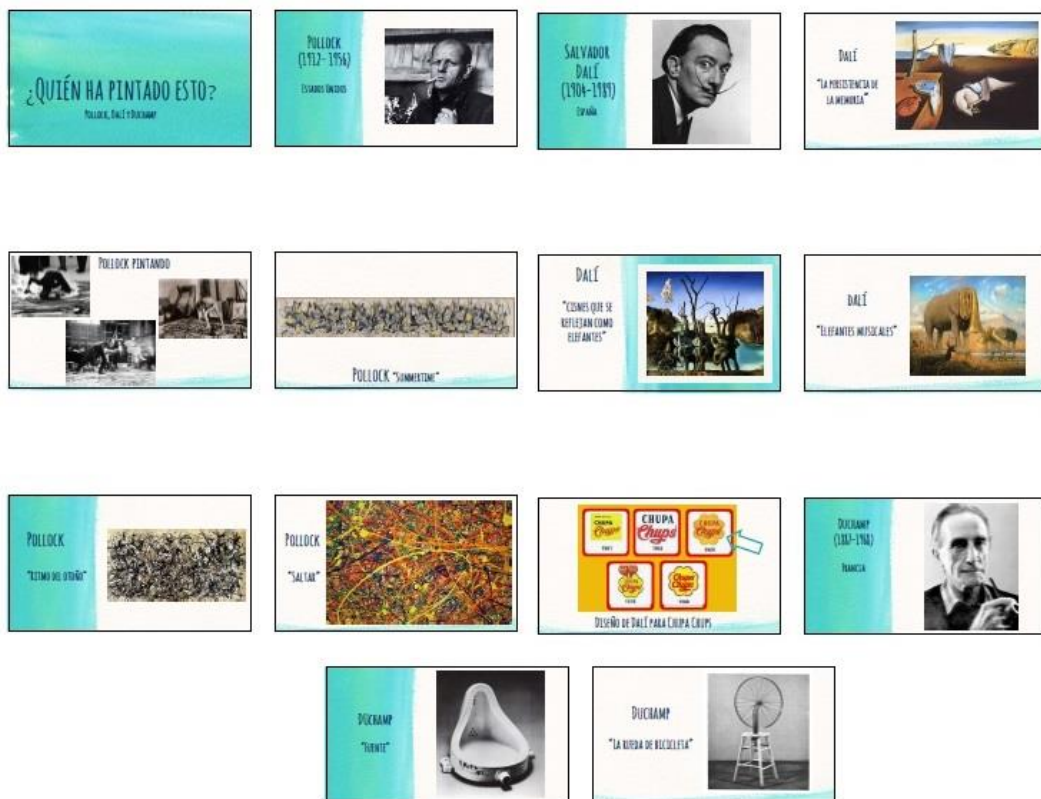 ¿QUIÉN HA PINTADO ESTO?
POLLOCK, DALÍ Y DUCHAMP
POLLOCK
(1912-1956)
ESTADOS UNIDOS
SALVADOR
DALÍ
(1904-1989)
ESPAÑA
DALÍ
"LA PERSISTENCIA DE
LA MEMORIA"
POLLOCK PINTANDO
POLLOCK "SUMMERTIME"
DALÍ
"CISNES QUE SE
REFLEJAN COMO
ELEFANTES"
DALÍ
"ELEFANTES MUSICALES"
POLLOCK
"RITMO DEL OTOÑO"
POLLOCK
"SALTAR"
CHUPA
Chups
CHUPA
Chups
CHUPA
Chups
Chupa
Chups
DISEÑO DE DALÍ PARA CHUPA CHUPS
DUCHAMP
(1887-1968)
FRANCIA
DUCHAMP
"FUENTE"
DUCHAMP
"LA RUEDA DE BICICLETA"